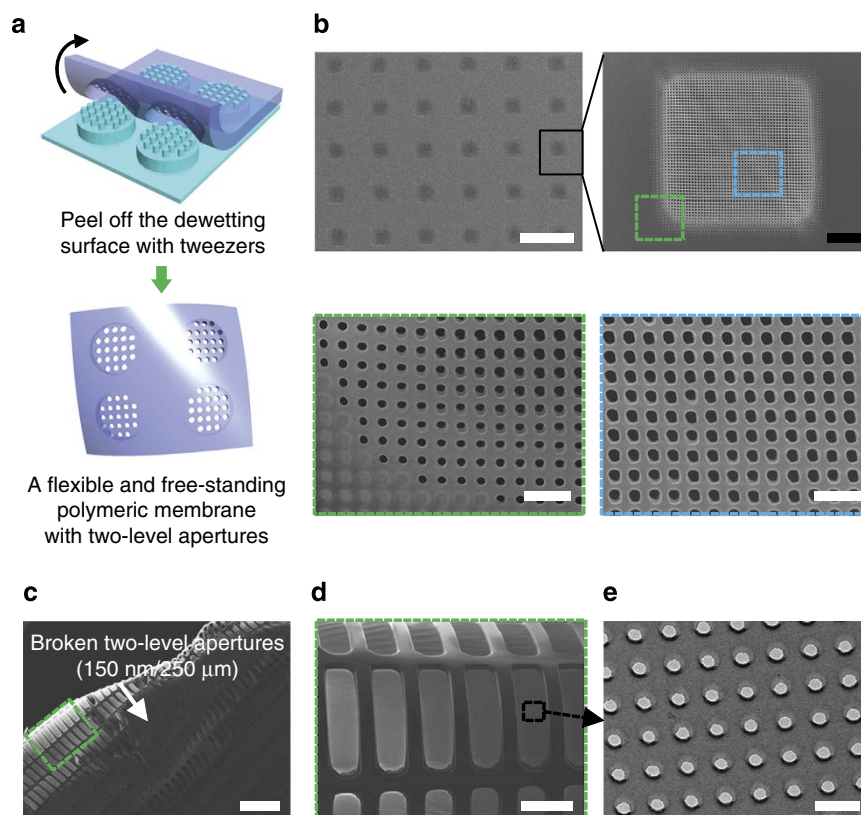 a
b
Peel off the dewetting
surface with tweezers
A flexible and free-standing
polymeric membrane
with two-level apertures
c
d
e
Broken two-level apertures
(150 nm/250 μm)